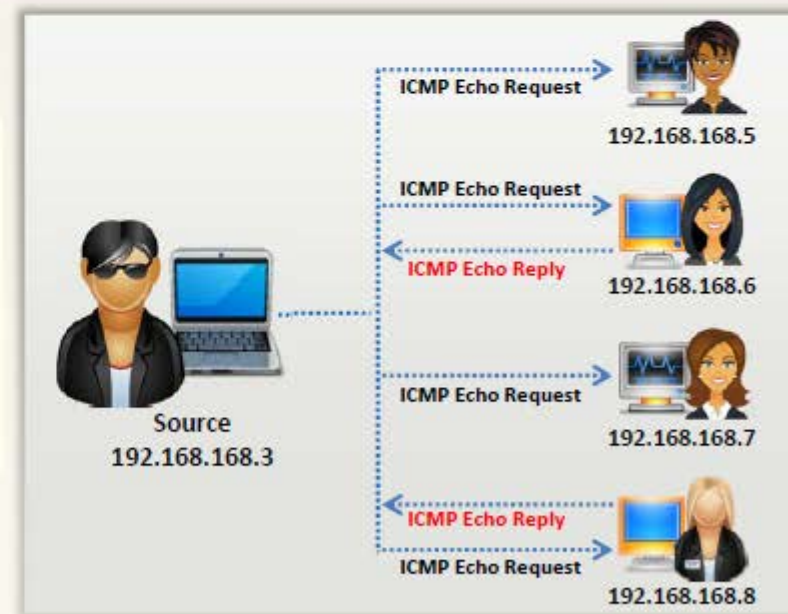 ICMP Echo Request
192.168.168.5
ICMP Echo Request
ICMP Echo Reply
192.168.168.6
Source
192.168.168.3
ICMP Echo Request
192.168.168.7
ICMP Echo Reply
ICMP Echo Request
192.168.168.8